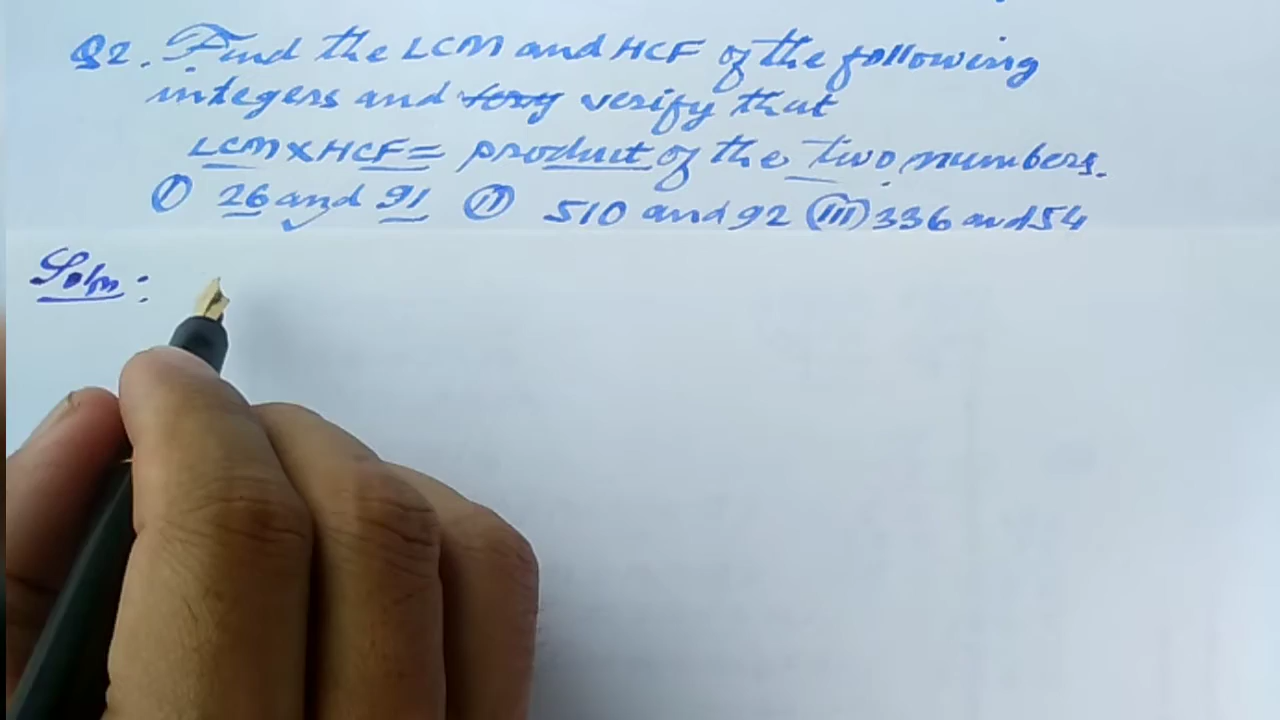 Q2. Find the LCM and HCF of the following
integers and verify that
LCM×HCF= product of the two numbers.
(i) 26 and 91 (ii) 510 and 92 (iii) 336 and 54
Soln: